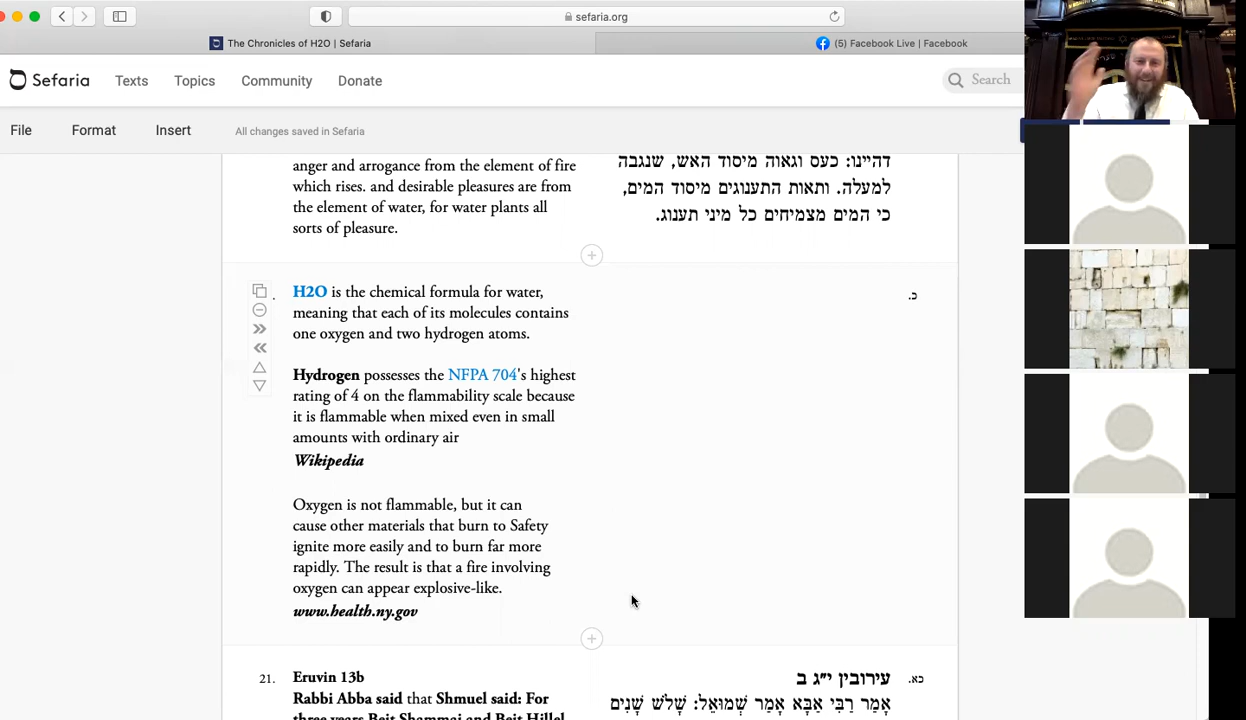 sefaria.org
The Chronicles of H2O | Sefaria
(5) Facebook Live | Facebook
Sefaria
Texts
Topics
Community
Donate
Search
File
Format
Insert
All changes saved in Sefaria
anger and arrogance from the element of fire
which rises. and desirable pleasures are from
the element of water, for water plants all
sorts of pleasure.
דהיינו: כעס וגאוה מיסוד האש, שנגבה
למעלה. ותאות התענוגים מיסוד המים,
כי המים מצמיחים כל מיני תענוג.
H2O is the chemical formula for water,
meaning that each of its molecules contains
one oxygen and two hydrogen atoms.
Hydrogen possesses the NFPA 704's highest
rating of 4 on the flammability scale because
it is flammable when mixed even in small
amounts with ordinary air
Wikipedia
Oxygen is not flammable, but it can
cause other materials that burn to Safety
ignite more easily and to burn far more
rapidly. The result is that a fire involving
oxygen can appear explosive-like.
www.health.ny.gov
כ.
21.
Eruvin 13b
Rabbi Abba said that Shmuel said: For
three years Beit Shammai and Beit Hillel
עירובין י״ג ב
כא.
אָמַר רַבִּי אַבָּא אָמַר שְׁמוּאֵל: שָׁלֹשׁ שָׁנִים